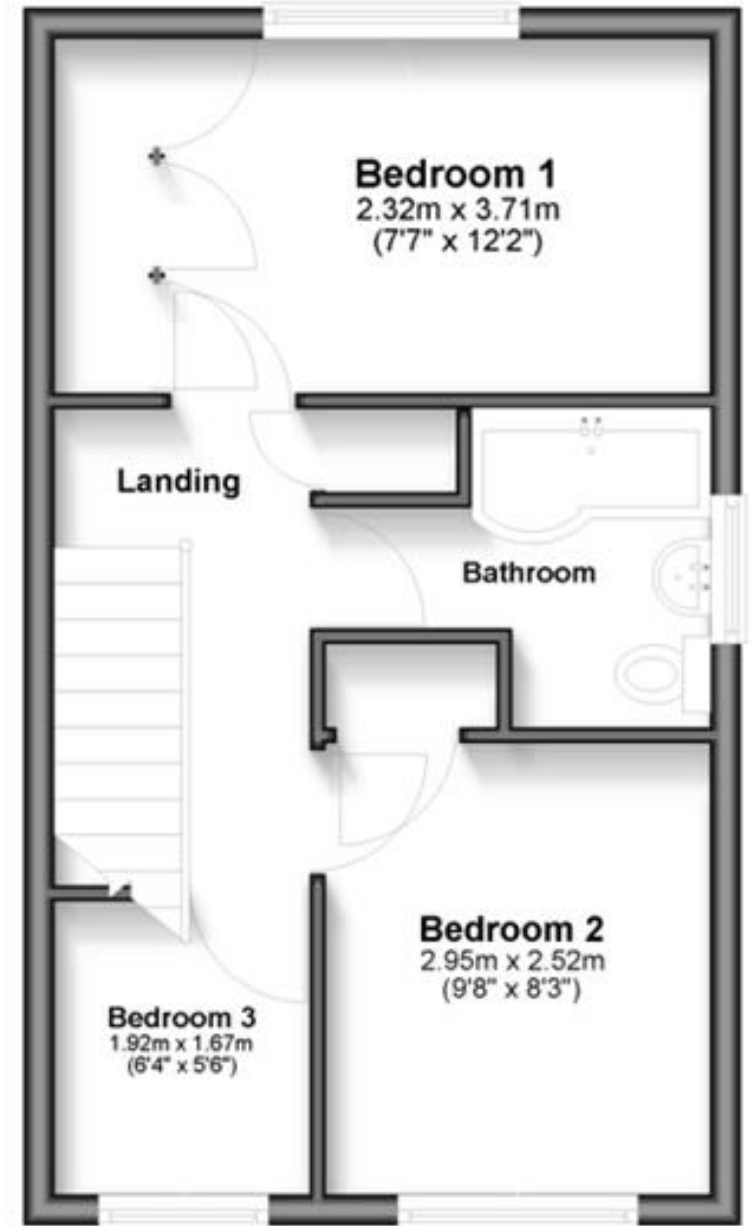 Bedroom 1
2.32m x 3.71m
(7'7" x 12'2")
Landing
Bathroom
Bedroom 2
2.95m x 2.52m
(9'8" x 8'3")
Bedroom 3
1.92m x 1.67m
(6'4" x 5'6")